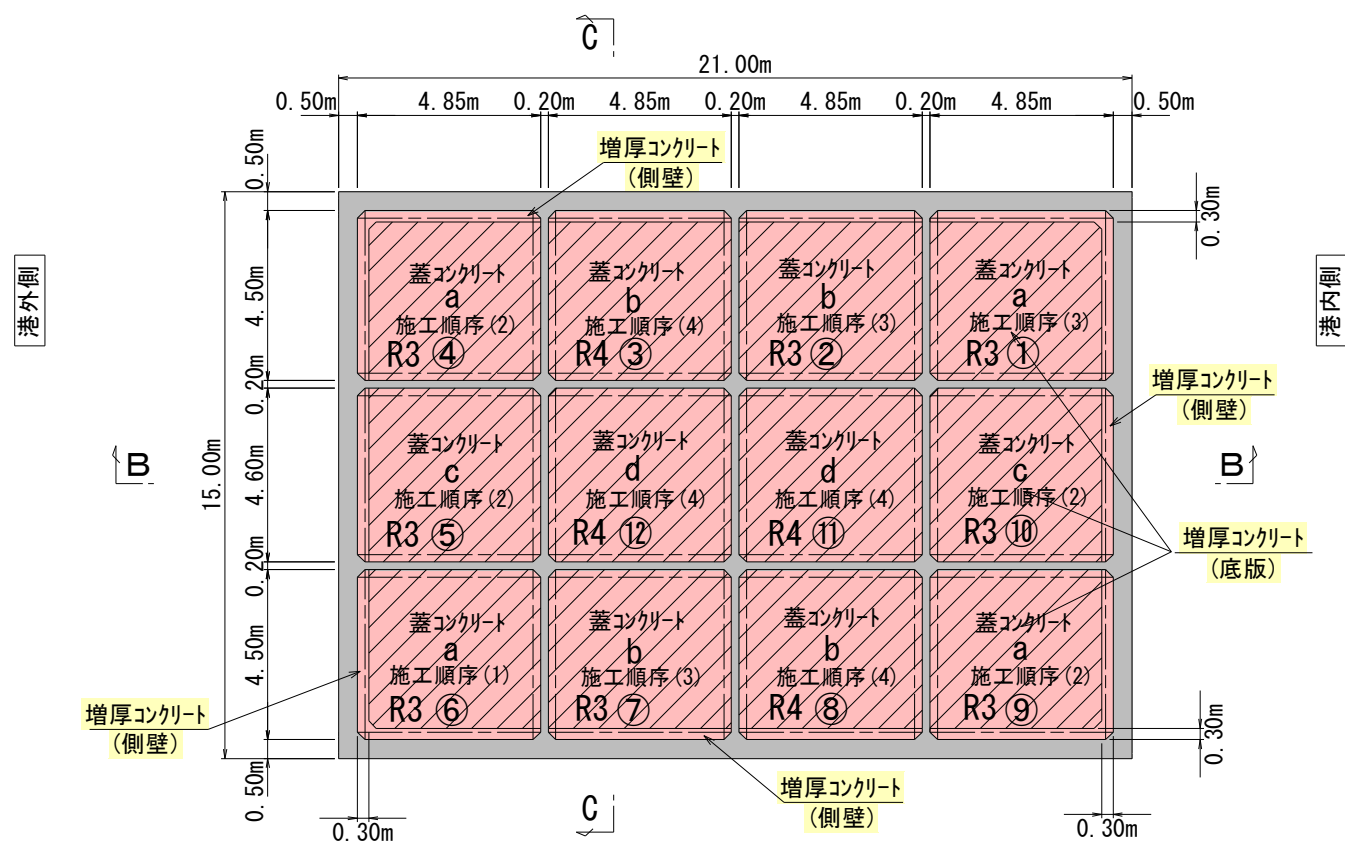 C
21.00m
0.50m 4.85m 0.20m 4.85m 0.20m 4.85m 0.20m 4.85m 0.50m
0.50m
増厚コンクリート
(側壁)
0.30m
港外側
港内側
4.50m
蓋コンクリート
a
施工順序(2)
R3 ④
蓋コンクリート
b
施工順序(4)
R4 ③
蓋コンクリート
b
施工順序(3)
R3 ②
蓋コンクリート
a
施工順序(3)
R3 ①
0.20m
増厚コンクリート
(側壁)
B
15.00m
4.60m
蓋コンクリート
c
施工順序(2)
R3 ⑤
蓋コンクリート
d
施工順序(4)
R4 ⑫
蓋コンクリート
d
施工順序(4)
R4 ⑪
蓋コンクリート
c
施工順序(2)
R3 ⑩
B
増厚コンクリート
(底版)
0.20m
4.50m
蓋コンクリート
a
施工順序(1)
R3 ⑥
蓋コンクリート
b
施工順序(3)
R3 ⑦
蓋コンクリート
b
施工順序(4)
R4 ⑧
蓋コンクリート
a
施工順序(2)
R3 ⑨
増厚コンクリート
(側壁)
0.30m
0.50m
増厚コンクリート
(側壁)
C
0.30m
0.30m